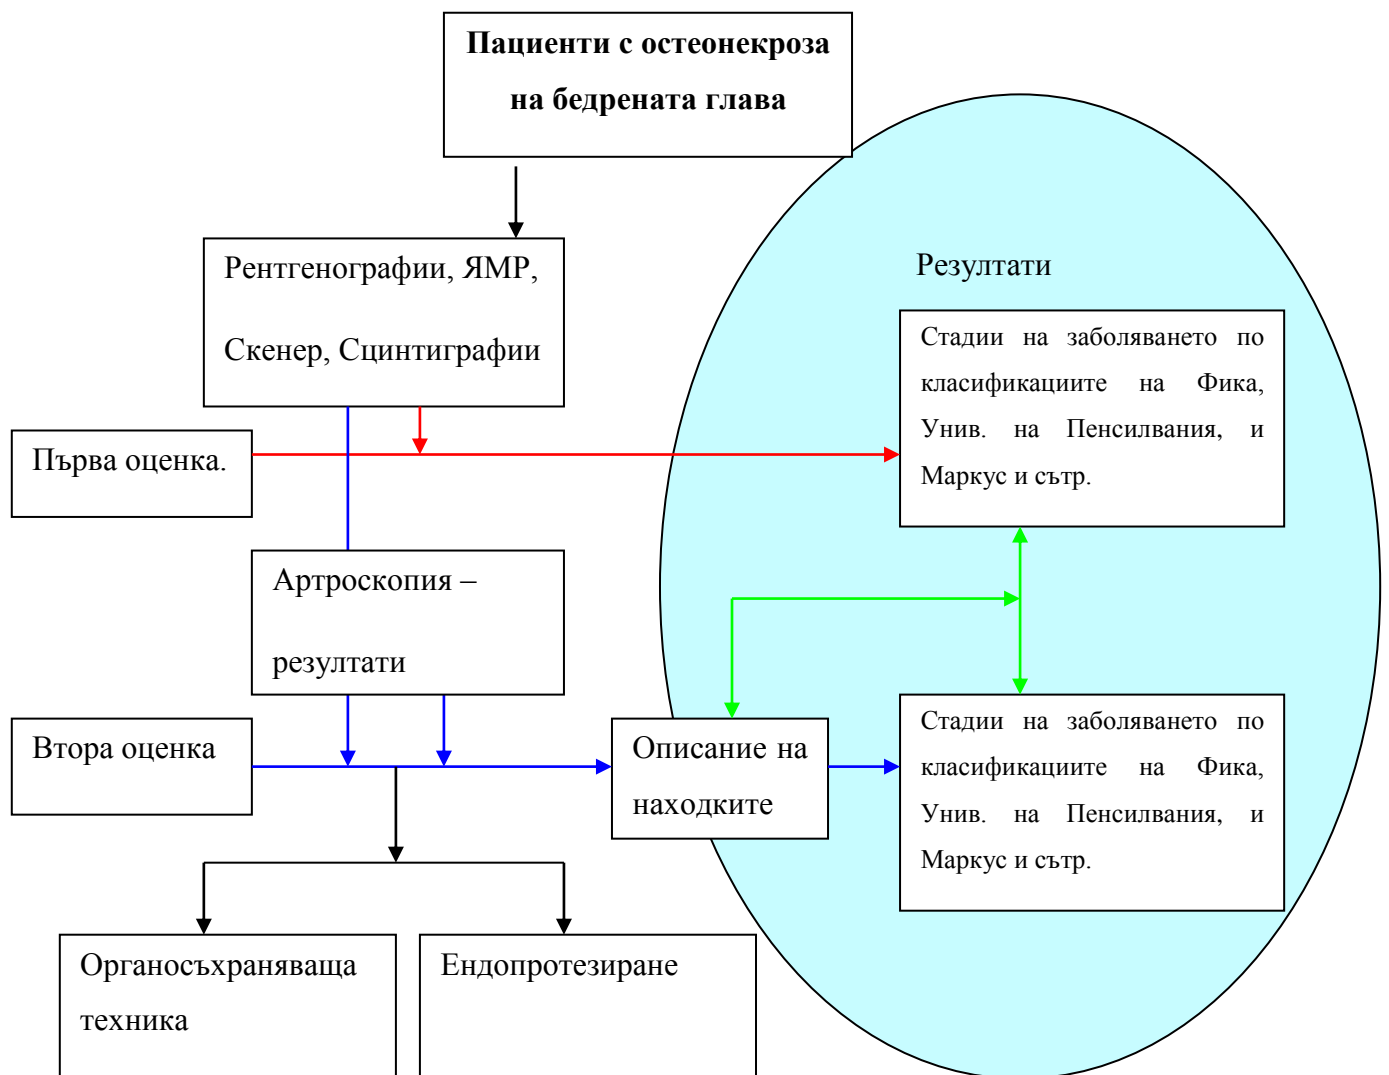 Пациенти с остеонекроза
на бедрената глава
Рентгенографии, ЯМР,
Скенер, Сцинтиграфии
Резултати
Стадии на заболяването по
класификациите на Фика,
Унив. на Пенсилвания, и
Маркус и сътр.
Първа оценка.
Артроскопия –
резултати
Втора оценка
Описание на
находките
Стадии на заболяването по
класификациите на Фика,
Унив. на Пенсилвания, и
Маркус и сътр.
Органосъхраняваща
техника
Ендопротезиране